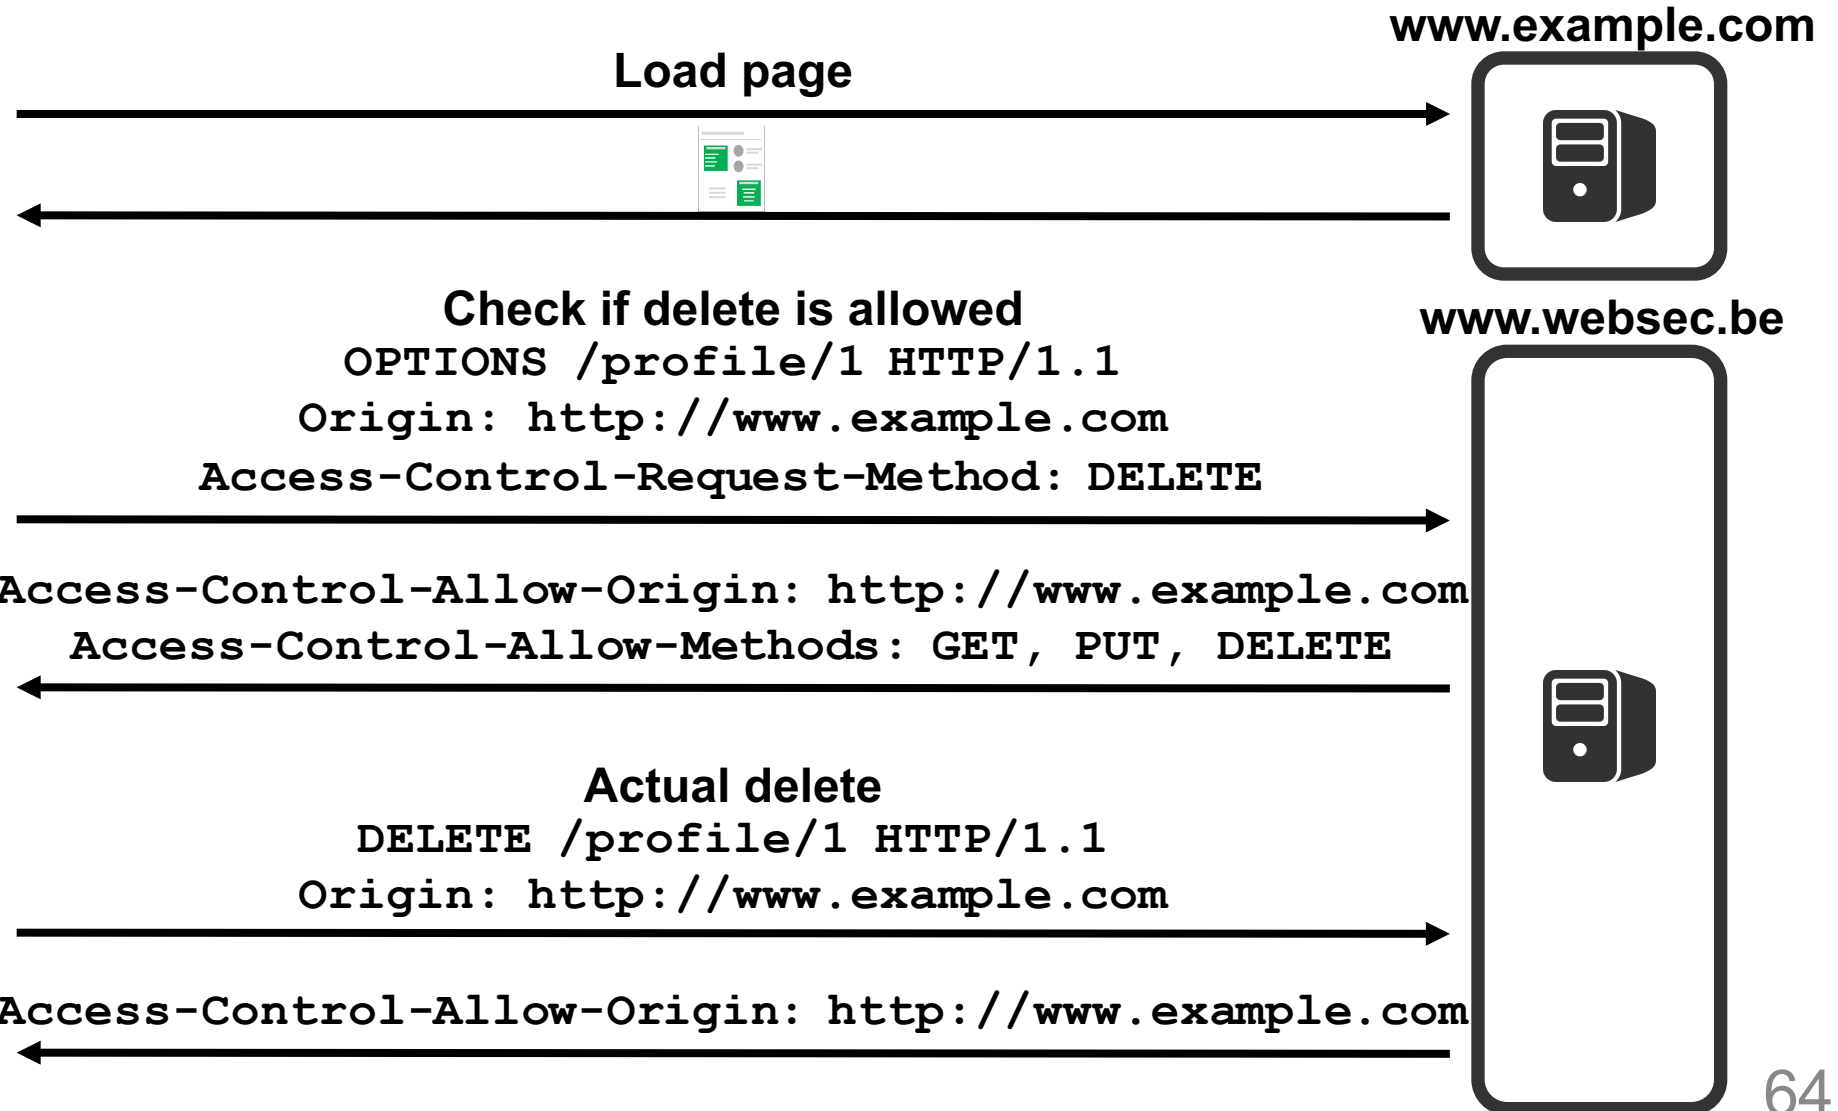 www.example.com
Load page
Check if delete is allowed
www.websec.be
OPTIONS /profile/1 HTTP/1.1
Origin: http://www.example.com
Access-Control-Request-Method: DELETE
Access-Control-Allow-Origin: http://www.example.com
Access-Control-Allow-Methods: GET, PUT, DELETE
Actual delete
DELETE /profile/1 HTTP/1.1
Origin: http://www.example.com
Access-Control-Allow-Origin: http://www.example.com
64